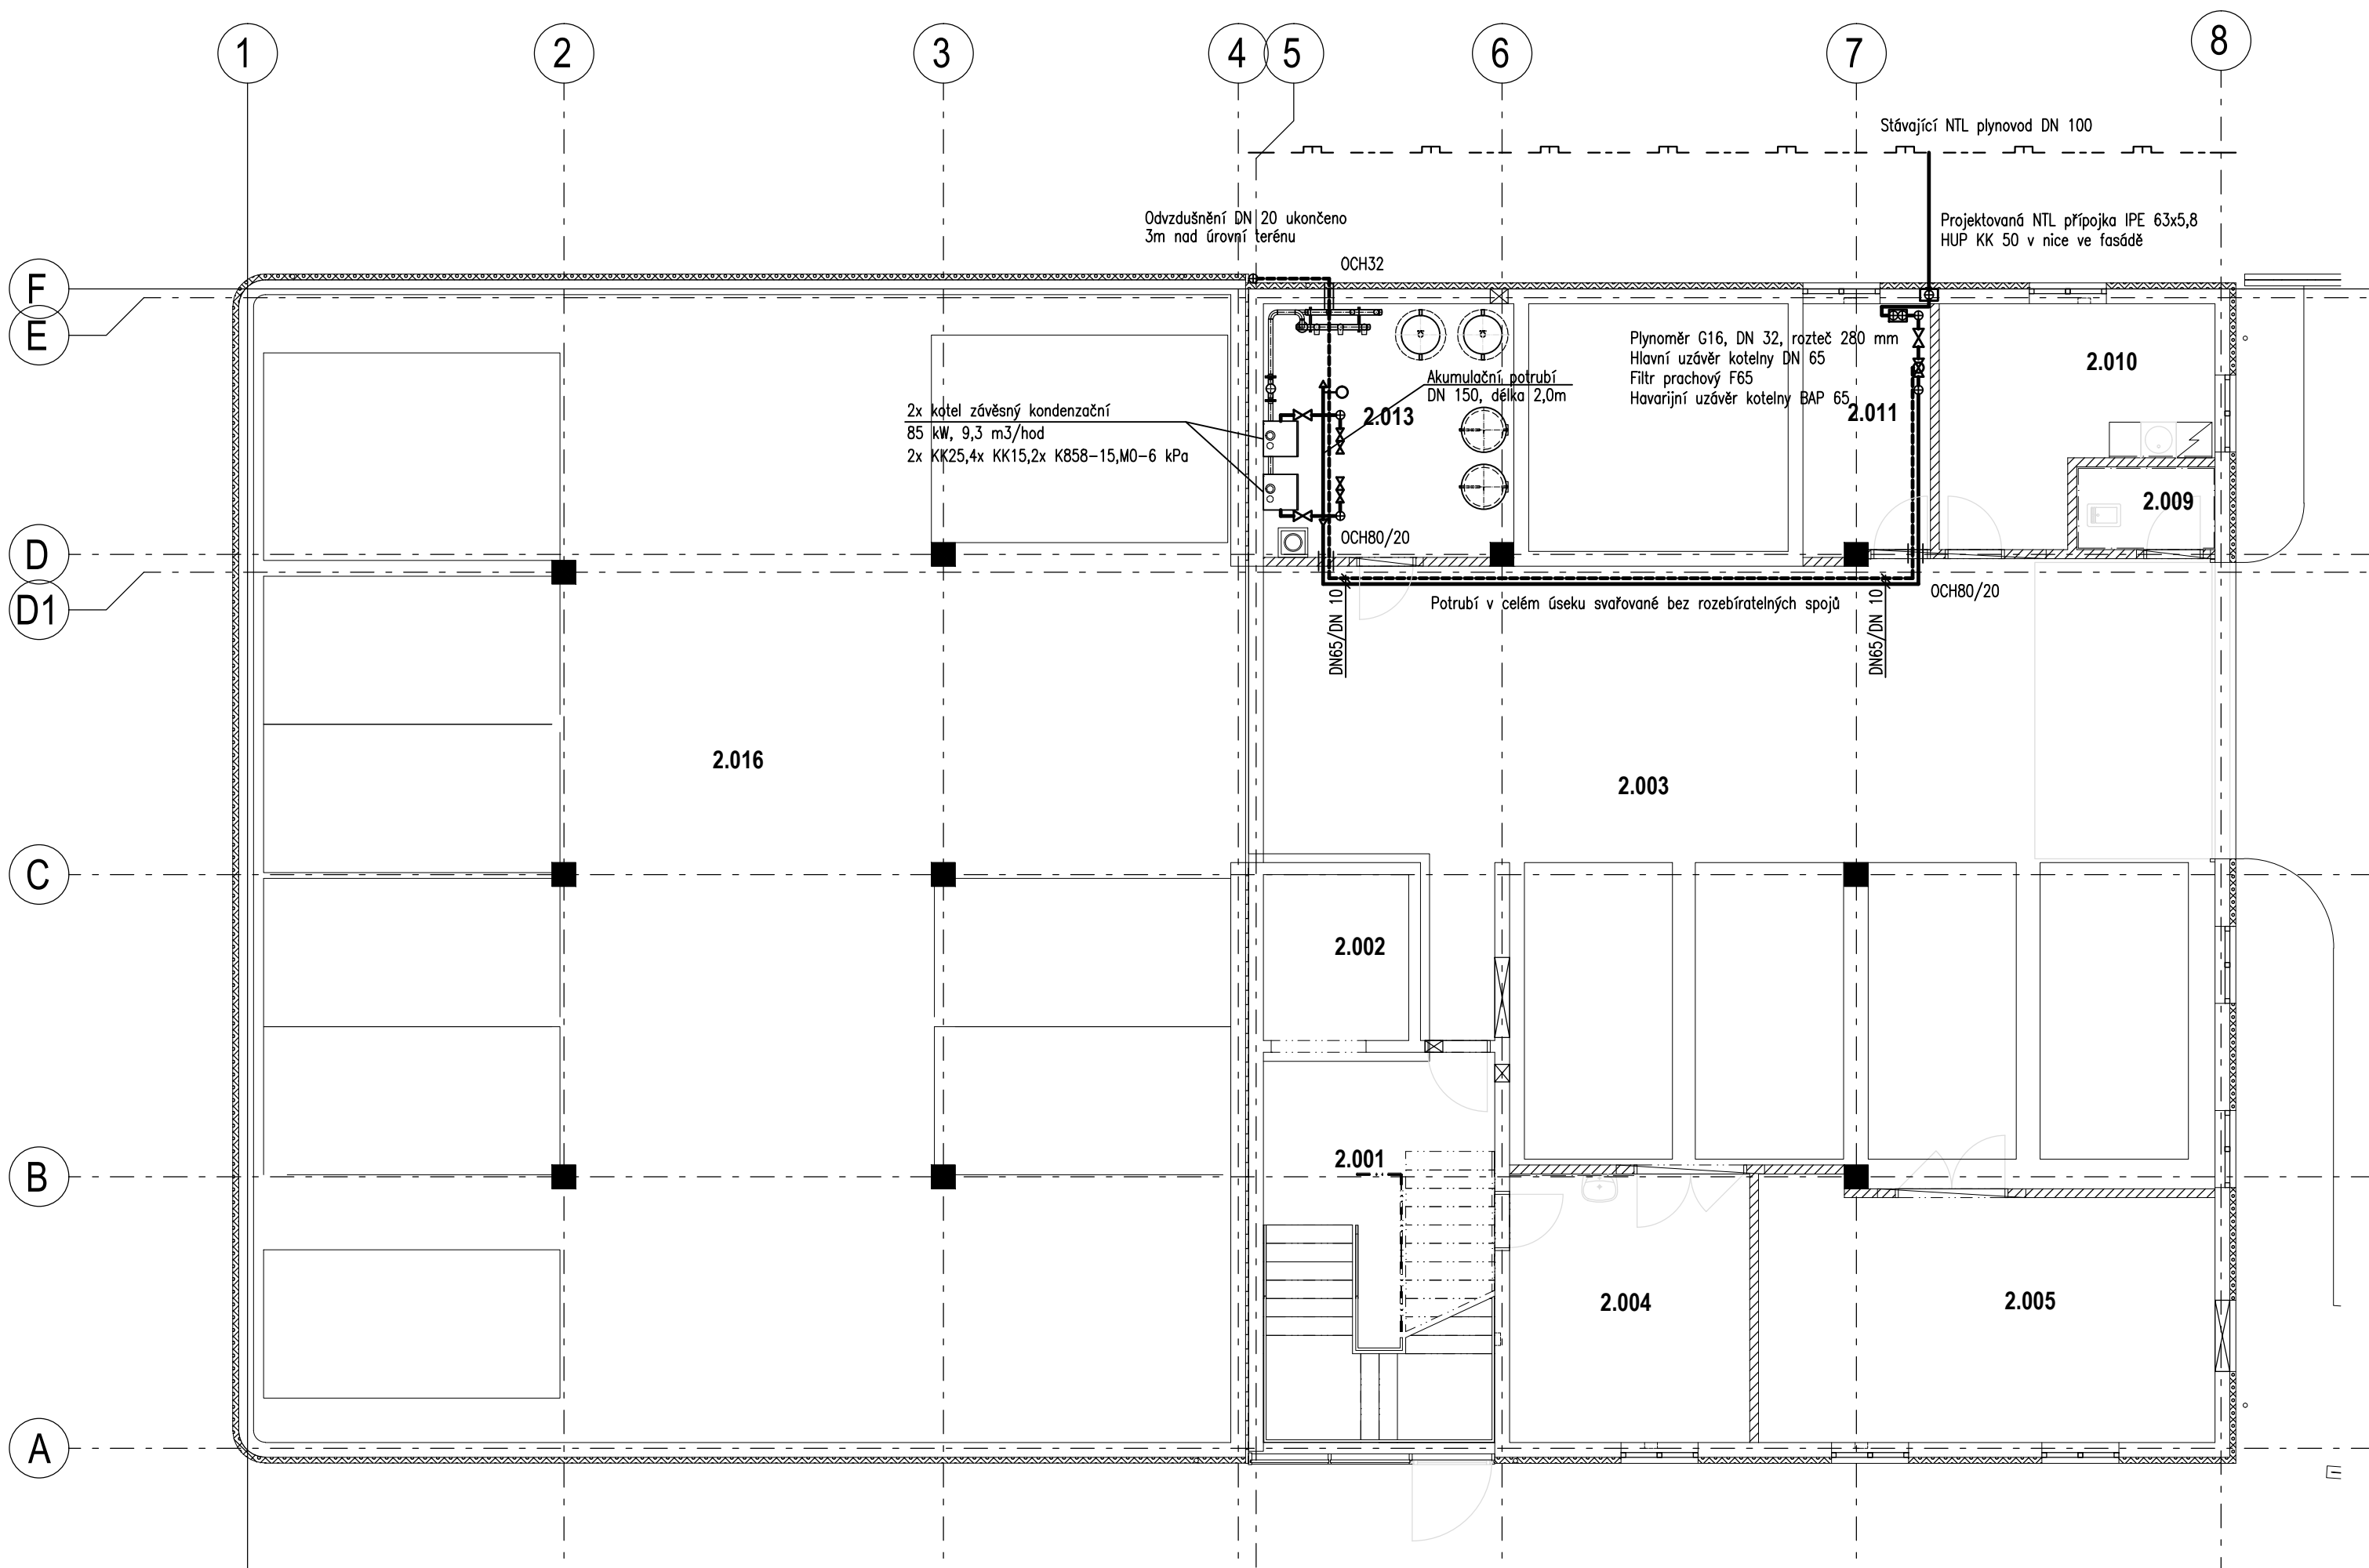 1
2
3
4
5
6
7
8
Stávající NTL plynovod DN 100
Odvzdušnění DN 20 ukončeno
3m nad úrovní terénu
Projektovaná NTL přípojka IPE 63x5,8
HUP KK 50 v nice ve fasádě
OCH32
F
E
Plynoměr G16, DN 32, rozteč 280 mm
Hlavní uzávěr kotelny DN 65
Filtr prachový F65
Havarijní uzávěr kotelny BAP 65
2.010
Akumulační potrubí
DN 150, délka 2,0m
2.013
2.011
2x kotel závěsný kondenzační
85 kW, 9,3 m3/hod
2x KK25,4x KK15,2x K858-15,MO-6 kPa
2.009
OCH80/20
D
D1
OCH80/20
Potrubí v celém úseku svařované bez rozebíratelných spojů
DN65/DN 10
DN65/DN 10
2.016
2.003
C
2.002
2.001
B
2.004
2.005
A